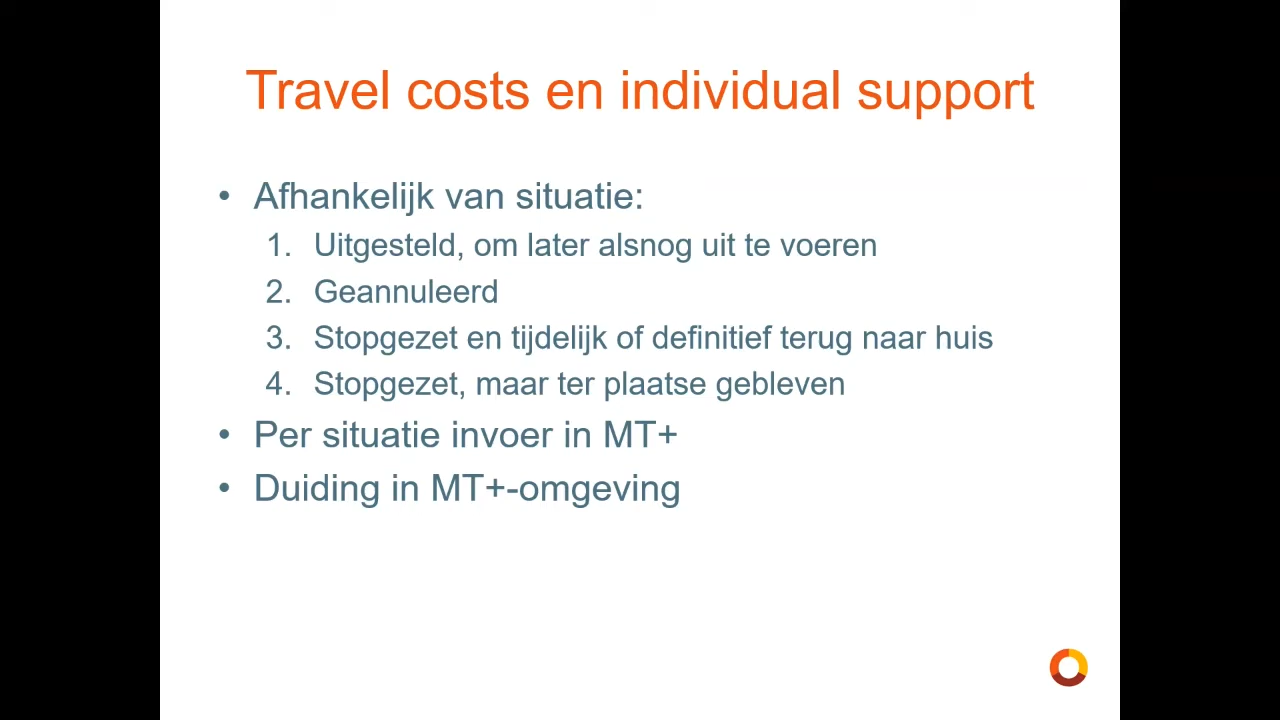 Travel costs en individual support
• Afhankelijk van situatie:
1. Uitgesteld, om later alsnog uit te voeren
2. Geannuleerd
3. Stopgezet en tijdelijk of definitief terug naar huis
4. Stopgezet, maar ter plaatse gebleven
• Per situatie invoer in MT+
• Duiding in MT+-omgeving